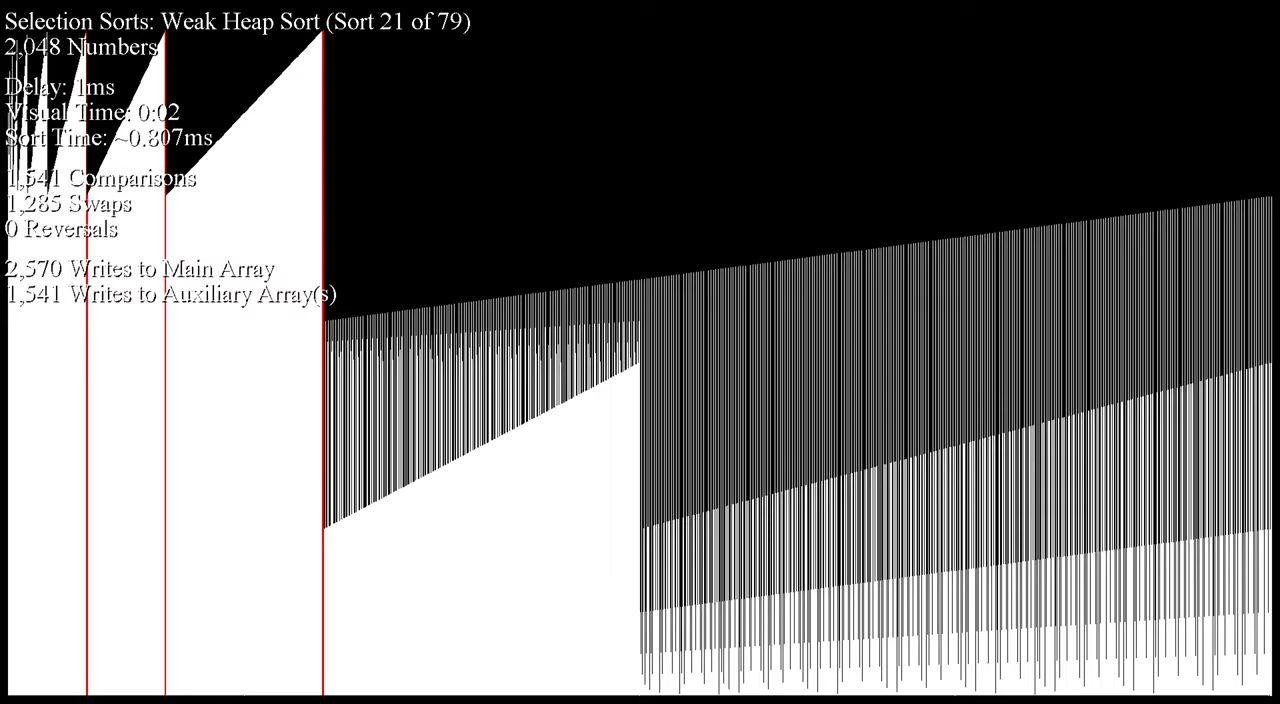 Selection Sorts: Weak Heap Sort (Sort 21 of 79)
2,048 Numbers
Delay: 1ms
Visual Time: 0:02
Sort Time: ~0.807ms
1,541 Comparisons
1,285 Swaps
0 Reversals
2,570 Writes to Main Array
1,541 Writes to Auxiliary Array(s)